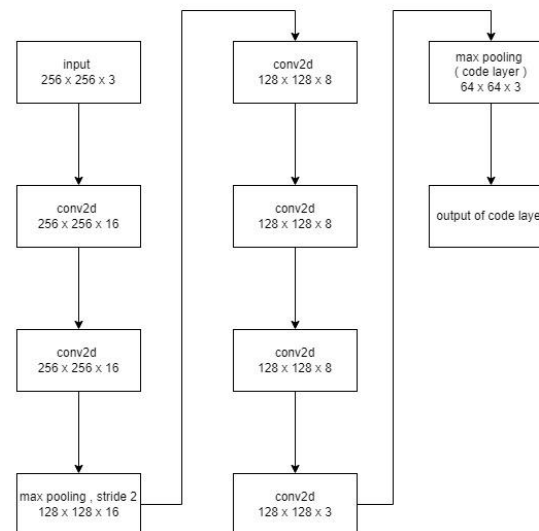 input
256 x 256 x 3
conv2d
256 x 256 x 16
conv2d
256 x 256 x 16
max pooling , stride 2
128 x 128 x 16
conv2d
128 x 128 x 8
conv2d
128 x 128 x 8
conv2d
128 x 128 x 8
conv2d
128 x 128 x 3
max pooling
( code layer )
64 x 64 x 3
output of code laye